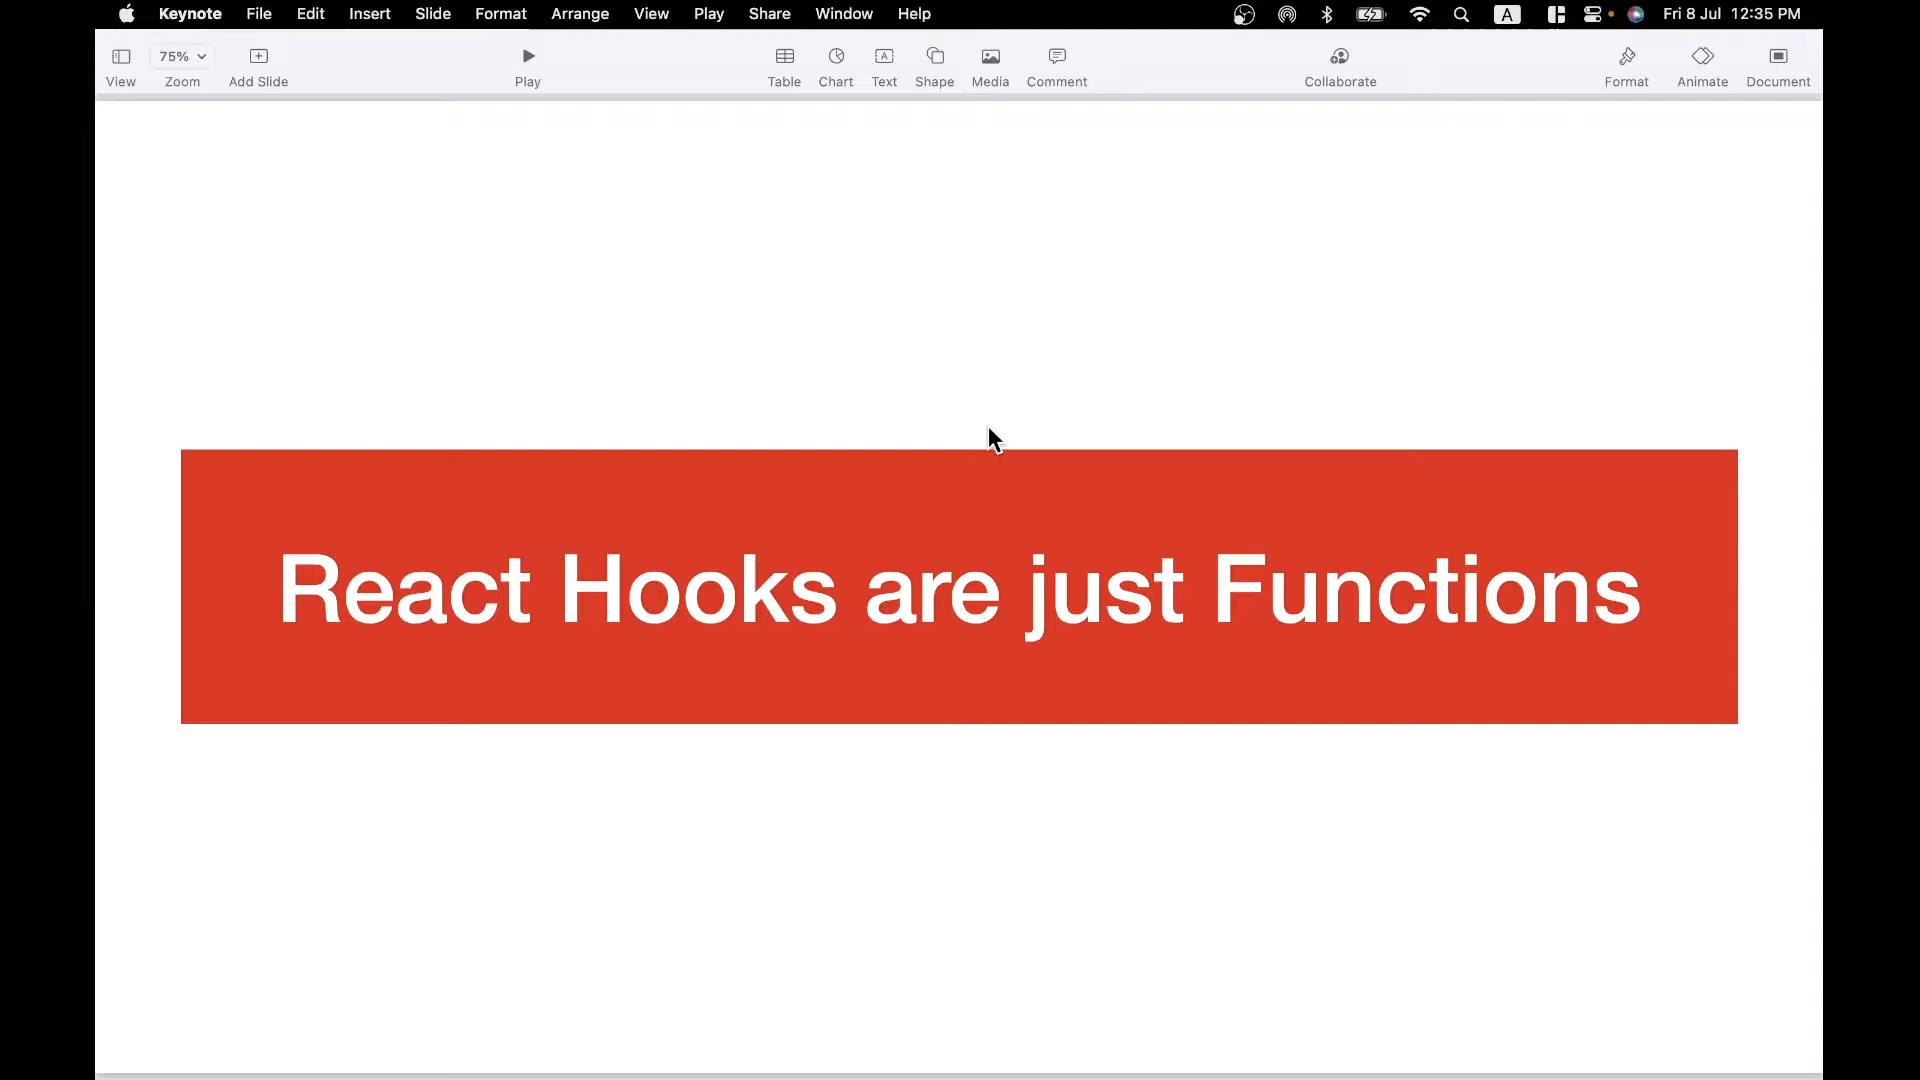 Keynote File Edit Insert Slide Format Arrange View Play Share Window Help A Fri 8 Jul 12:35 PM
75% A
View Zoom Add Slide Play Table Chart Text Shape Media Comment Collaborate Format Animate Document
React Hooks are just Functions